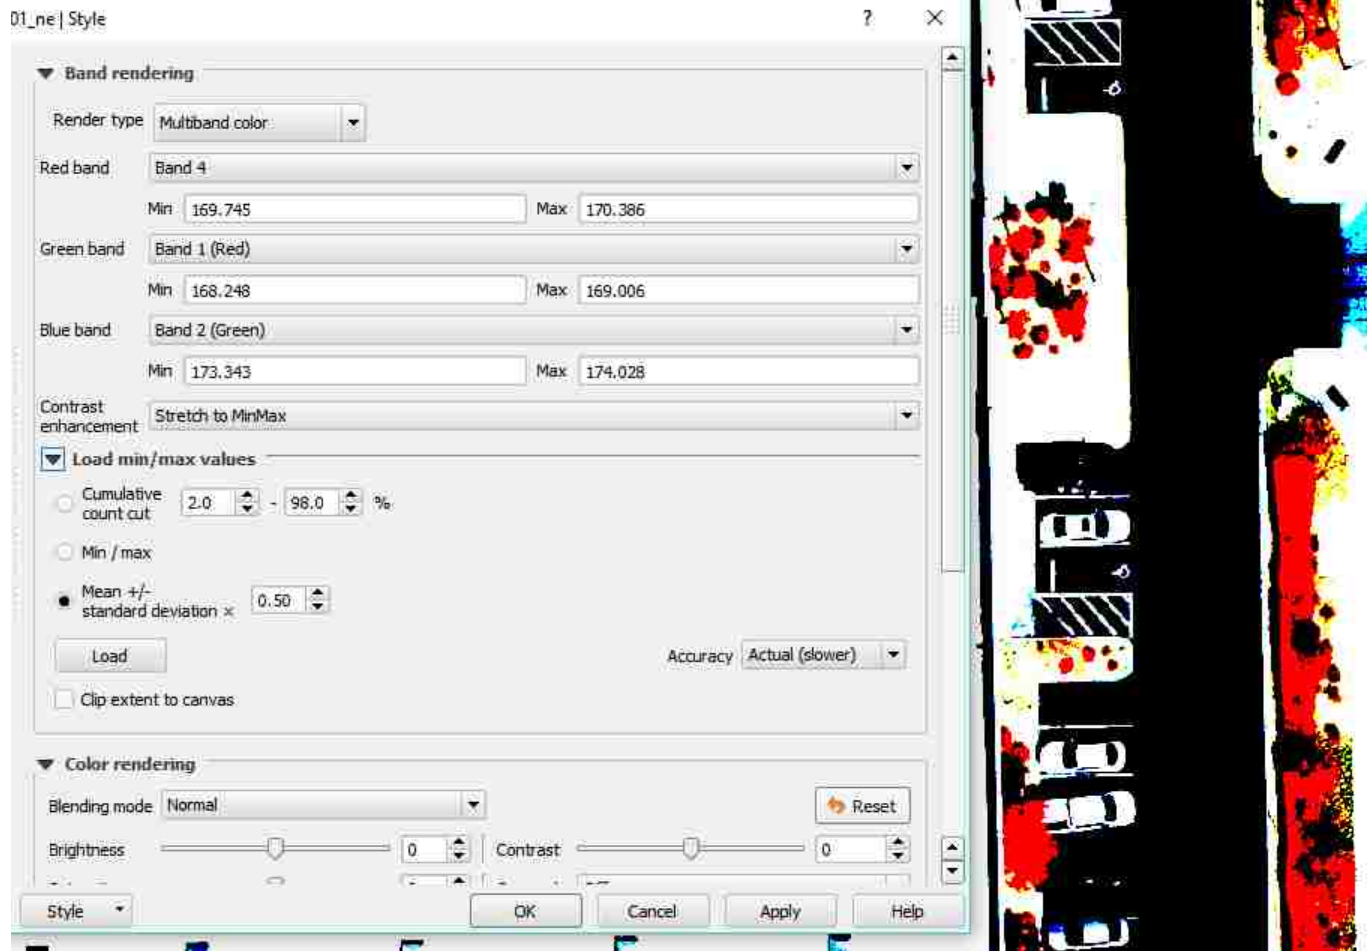 01_ne | Style
? ×
Band rendering
Render type Multiband color
Red band Band 4
Min 169.745 Max 170.386
Green band Band 1 (Red)
Min 168.248 Max 169.006
Blue band Band 2 (Green)
Min 173.343 Max 174.028
Contrast
enhancement Stretch to MinMax
Load min/max values
Cumulative
count cut 2.0 - 98.0 %
Min / max
Mean +/-
standard deviation × 0.50
Load Accuracy Actual (slower)
Clip extent to canvas
Color rendering
Blending mode Normal Reset
Brightness 0 Contrast 0
Style OK Cancel Apply Help